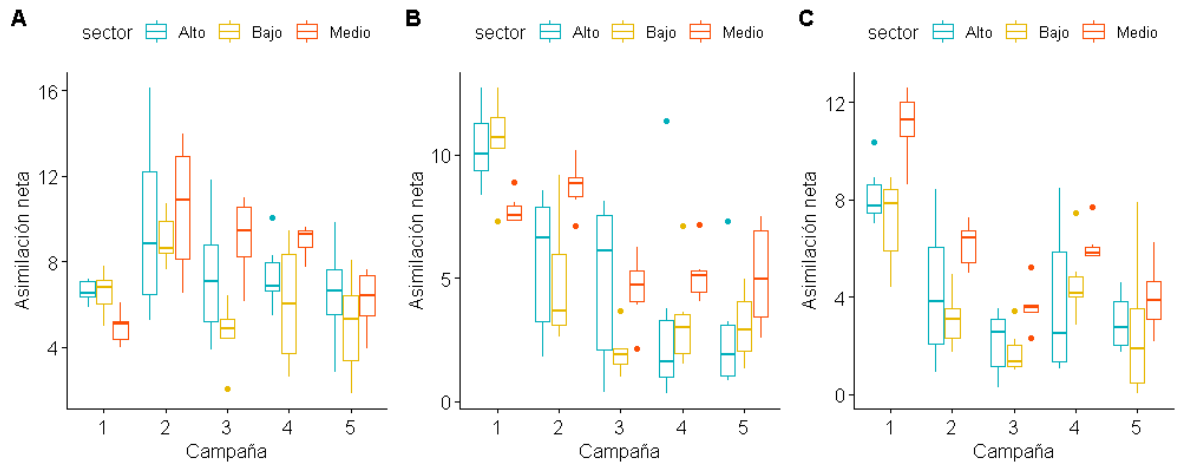 A
sector Alto Bajo Medio
Asimilación neta
16
12
8
4
1 2 3 4 5
Campaña
B
sector Alto Bajo Medio
Asimilación neta
10
5
0
1 2 3 4 5
Campaña
C
sector Alto Bajo Medio
Asimilación neta
12
8
4
0
1 2 3 4 5
Campaña